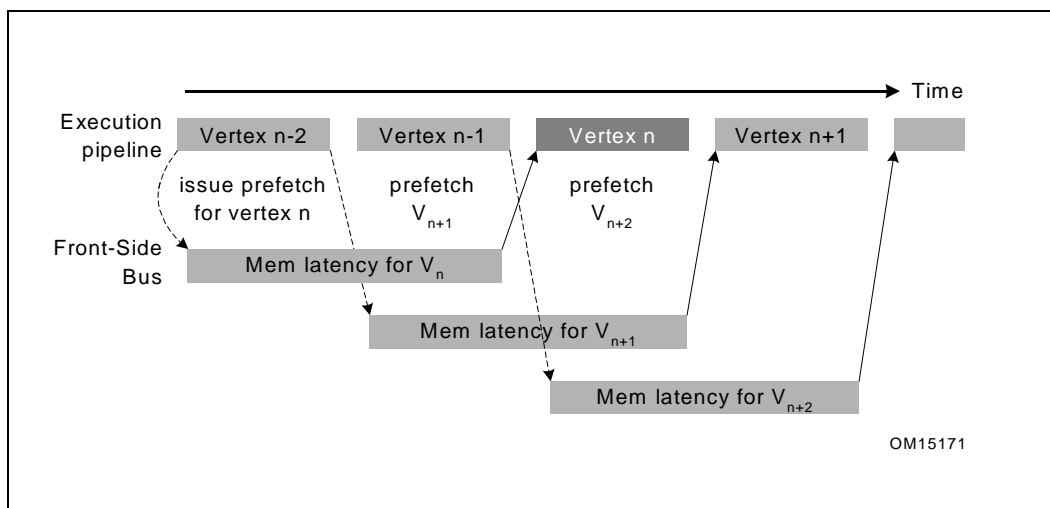 Time
Execution
pipeline
Vertex n-2
Vertex n-1
Vertex n
Vertex n+1
issue prefetch
for vertex n
prefetch
Vn+1
prefetch
Vn+2
Front-Side
Bus
Mem latency for Vn
Mem latency for Vn+1
Mem latency for Vn+2
OM15171